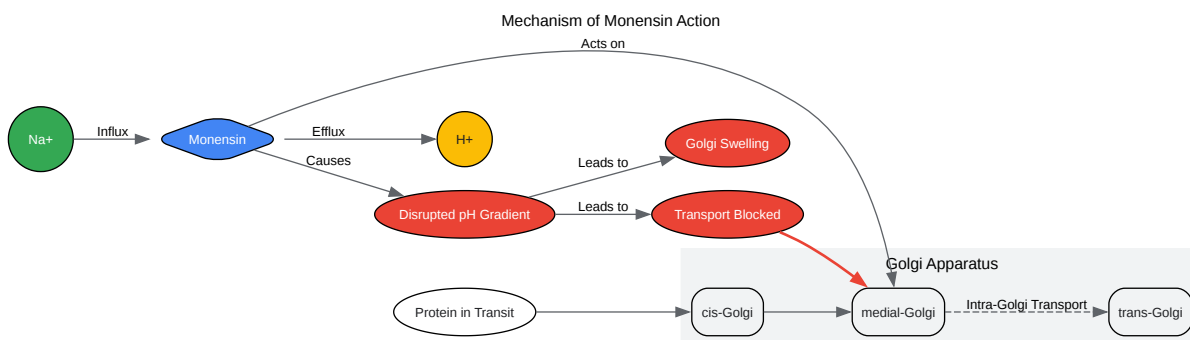 Mechanism of Monensin Action
Acts on
Na+
Influx
Monensin
Efflux
H+
Causes
Leads to
Golgi Swelling
Disrupted pH Gradient
Leads to
Transport Blocked
Golgi Apparatus
Protein in Transit
cis-Golgi
medial-Golgi
Intra-Golgi Transport
trans-Golgi